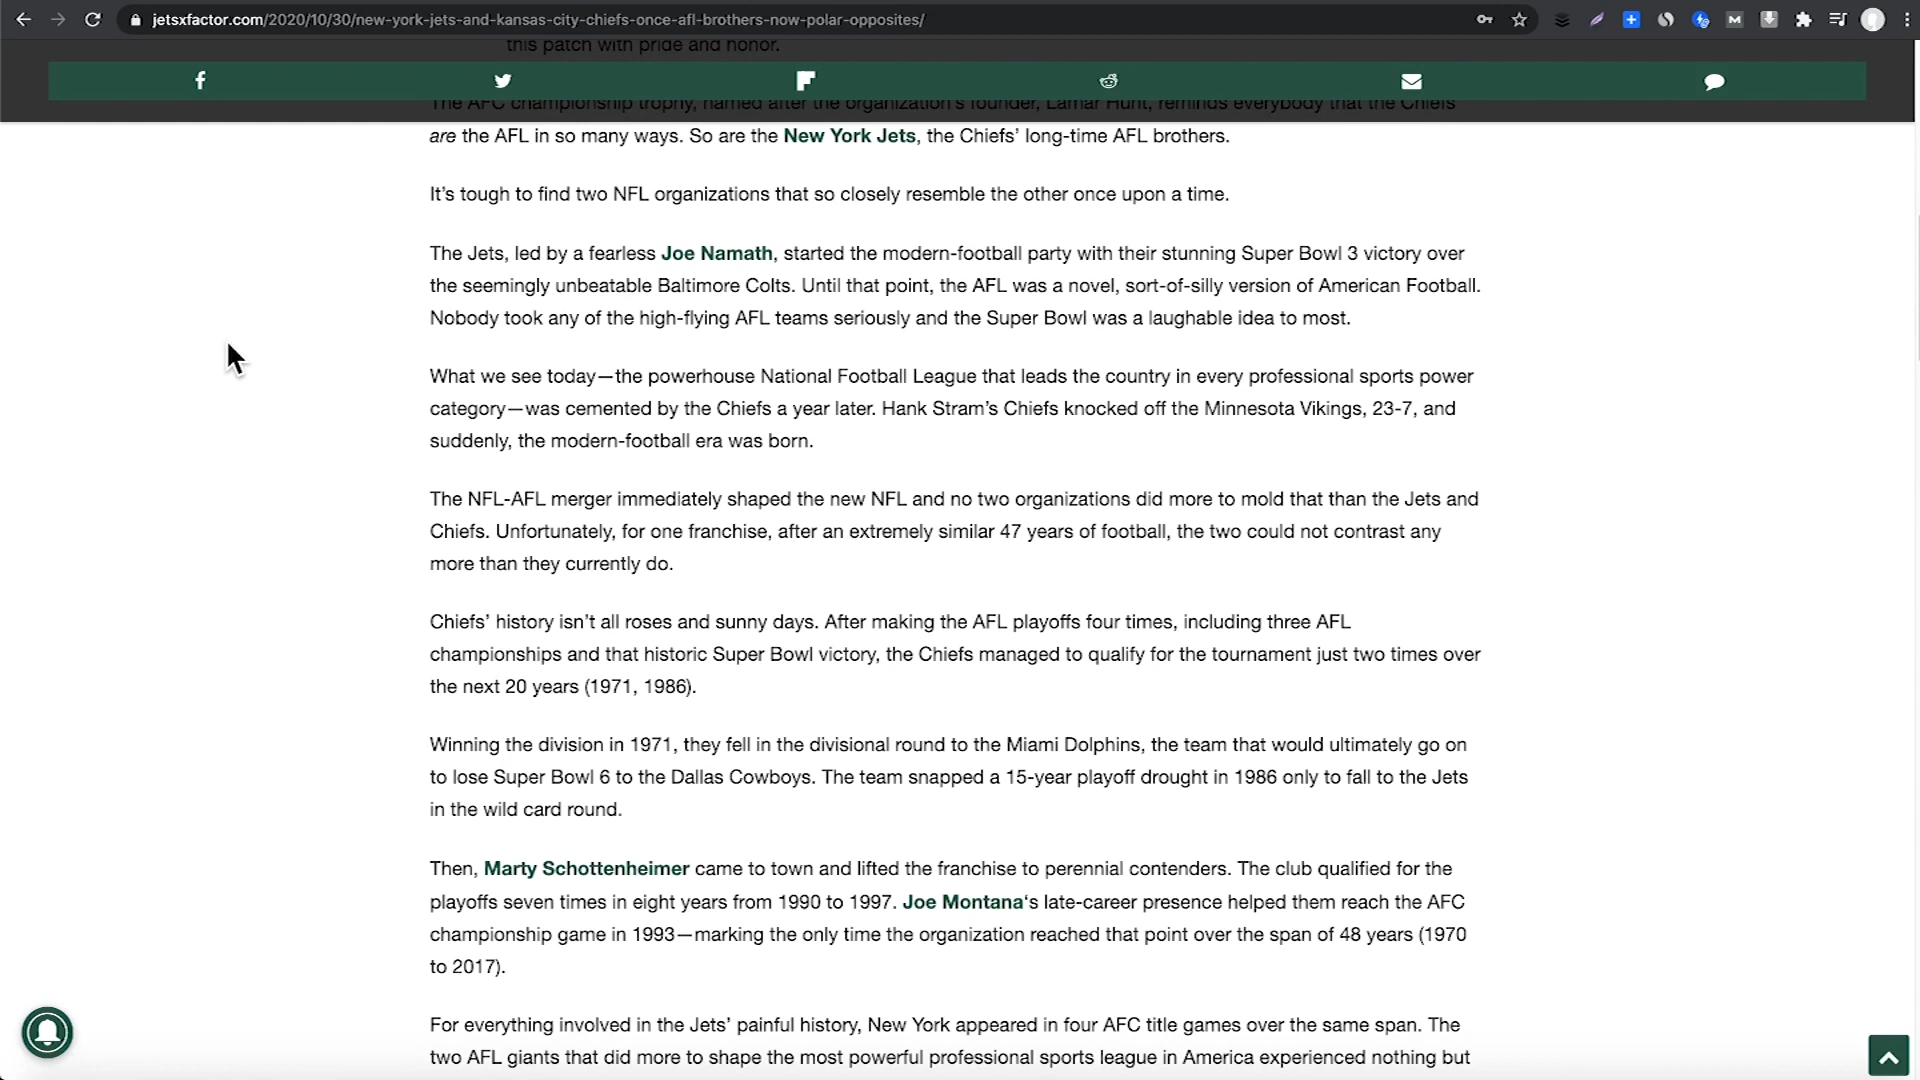 jetsxfactor.com/2020/10/30/new-york-jets-and-kansas-city-chiefs-once-afl-brothers-now-polar-opposites/
this patch with pride and honor.
The AFC championship trophy, named after the organization's founder, Lamar Hunt, reminds everybody that the Chiefs
are the AFL in so many ways. So are the New York Jets, the Chiefs' long-time AFL brothers.
It's tough to find two NFL organizations that so closely resemble the other once upon a time.
The Jets, led by a fearless Joe Namath, started the modern-football party with their stunning Super Bowl 3 victory over
the seemingly unbeatable Baltimore Colts. Until that point, the AFL was a novel, sort-of-silly version of American Football.
Nobody took any of the high-flying AFL teams seriously and the Super Bowl was a laughable idea to most.
What we see today—the powerhouse National Football League that leads the country in every professional sports power
category—was cemented by the Chiefs a year later. Hank Stram's Chiefs knocked off the Minnesota Vikings, 23-7, and
suddenly, the modern-football era was born.
The NFL-AFL merger immediately shaped the new NFL and no two organizations did more to mold that than the Jets and
Chiefs. Unfortunately, for one franchise, after an extremely similar 47 years of football, the two could not contrast any
more than they currently do.
Chiefs' history isn't all roses and sunny days. After making the AFL playoffs four times, including three AFL
championships and that historic Super Bowl victory, the Chiefs managed to qualify for the tournament just two times over
the next 20 years (1971, 1986).
Winning the division in 1971, they fell in the divisional round to the Miami Dolphins, the team that would ultimately go on
to lose Super Bowl 6 to the Dallas Cowboys. The team snapped a 15-year playoff drought in 1986 only to fall to the Jets
in the wild card round.
Then, Marty Schottenheimer came to town and lifted the franchise to perennial contenders. The club qualified for the
playoffs seven times in eight years from 1990 to 1997. Joe Montana's late-career presence helped them reach the AFC
championship game in 1993—marking the only time the organization reached that point over the span of 48 years (1970
to 2017).
For everything involved in the Jets' painful history, New York appeared in four AFC title games over the same span. The
two AFL giants that did more to shape the most powerful professional sports league in America experienced nothing but